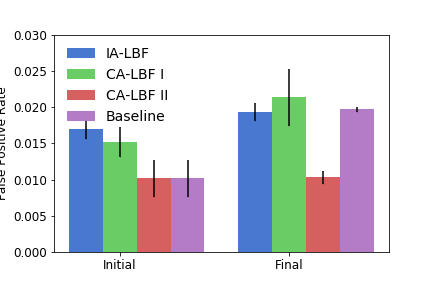 0.030
0.025
0.020
0.015
0.010
0.005
0.000
False Positive Rate
IA-LBF
CA-LBF I
CA-LBF II
Baseline
Initial Final